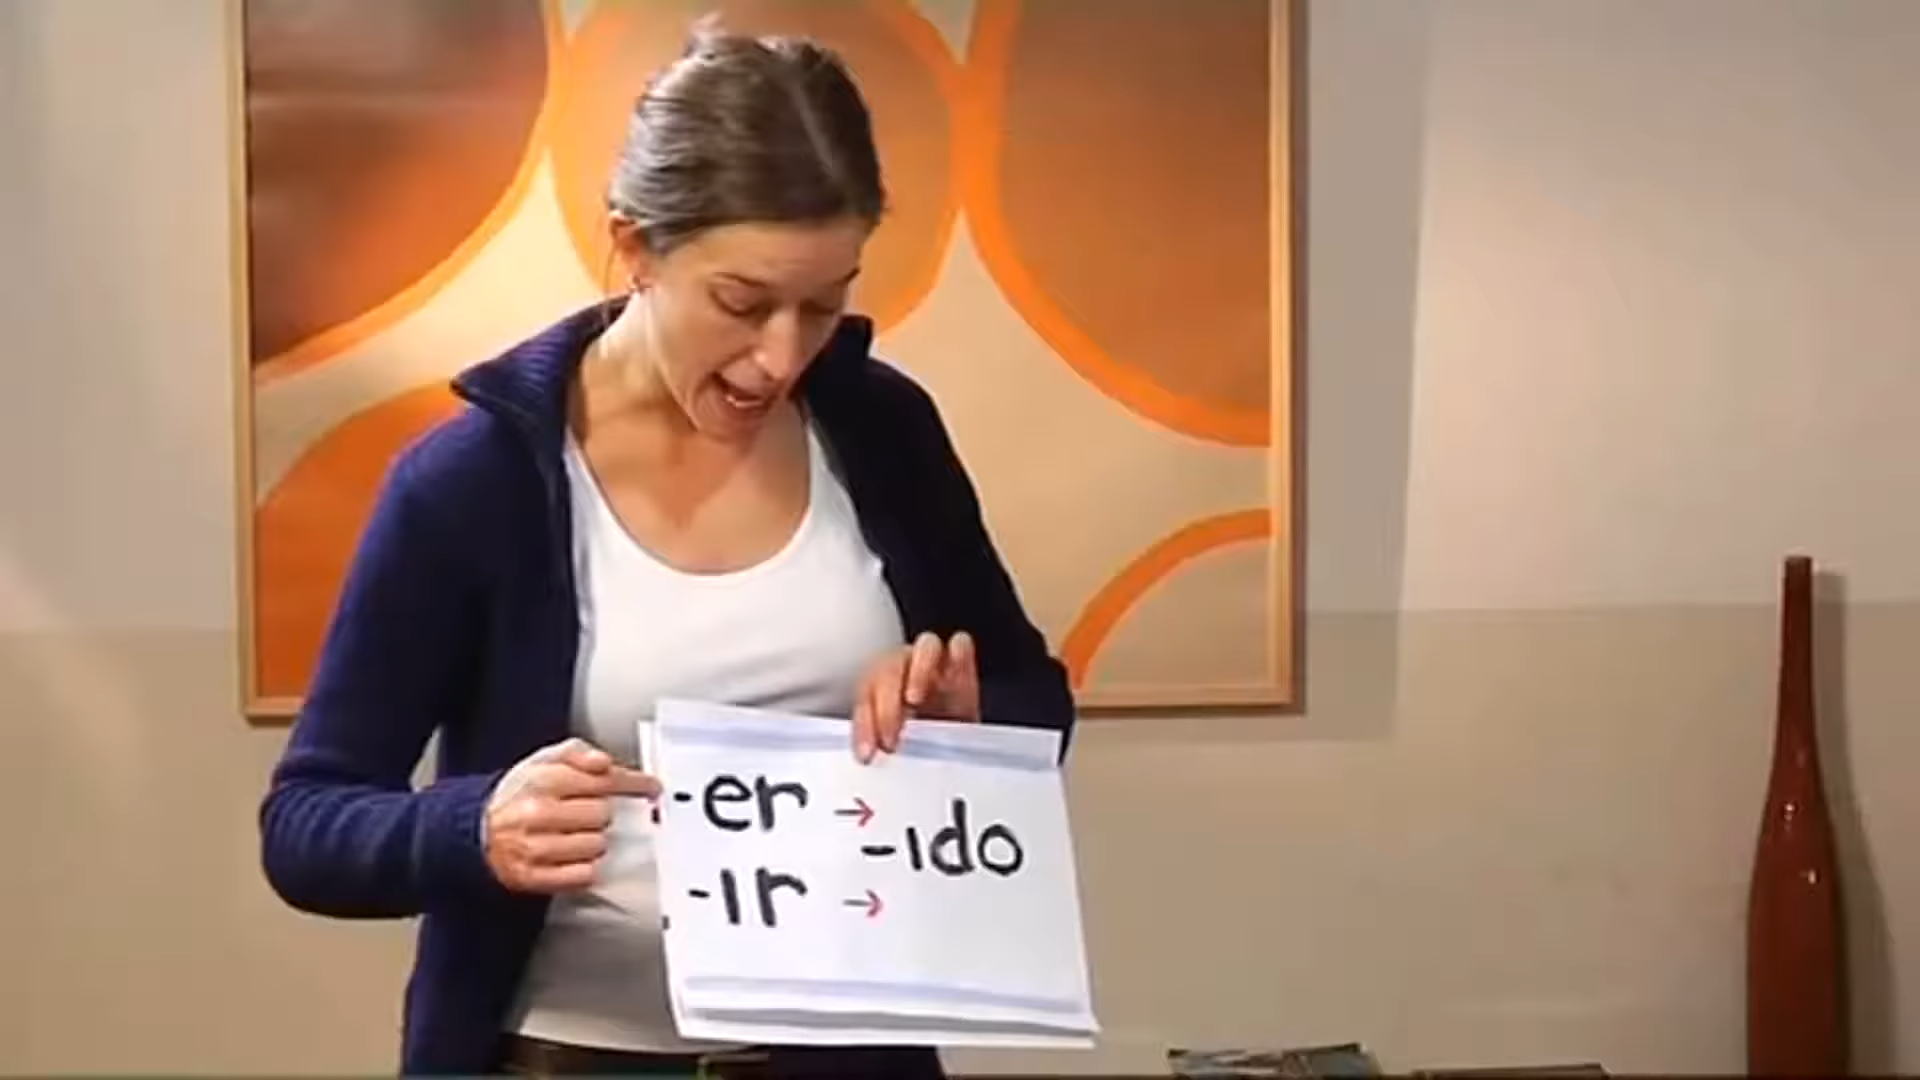 -er →
-ido
-ir →